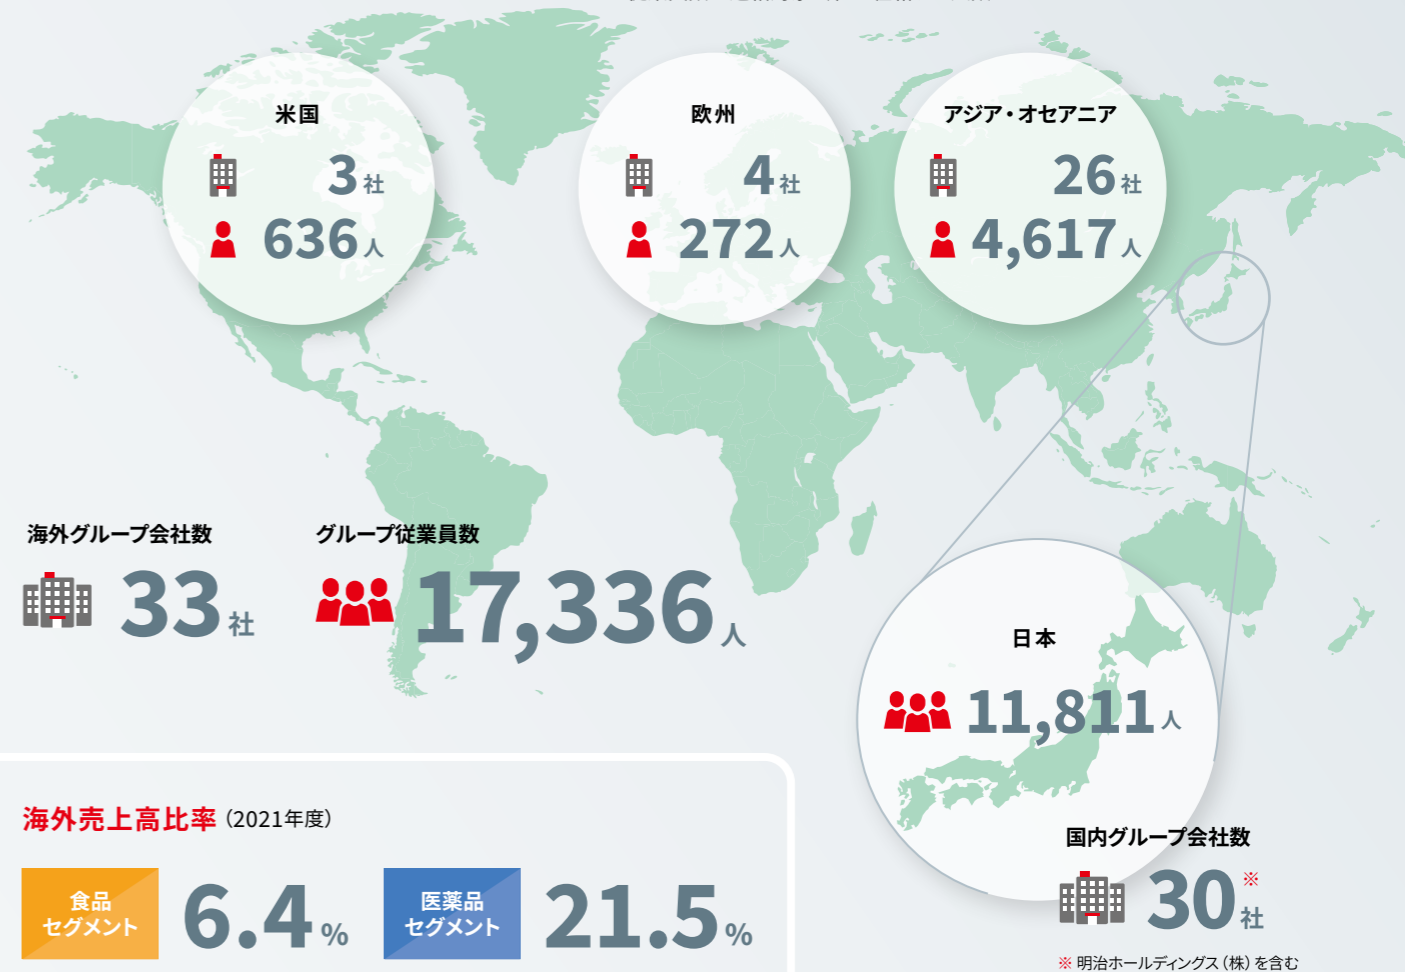 米国
3社
636人
欧州
4社
272人
アジア・オセアニア
26社
4,617人
海外グループ会社数
33社
グループ従業員数
17,336人
日本
11,811人
国内グループ会社数
30※社
※ 明治ホールディングス(株)を含む
海外売上高比率(2021年度)
食品
セグメント
6.4%
医薬品
セグメント
21.5%